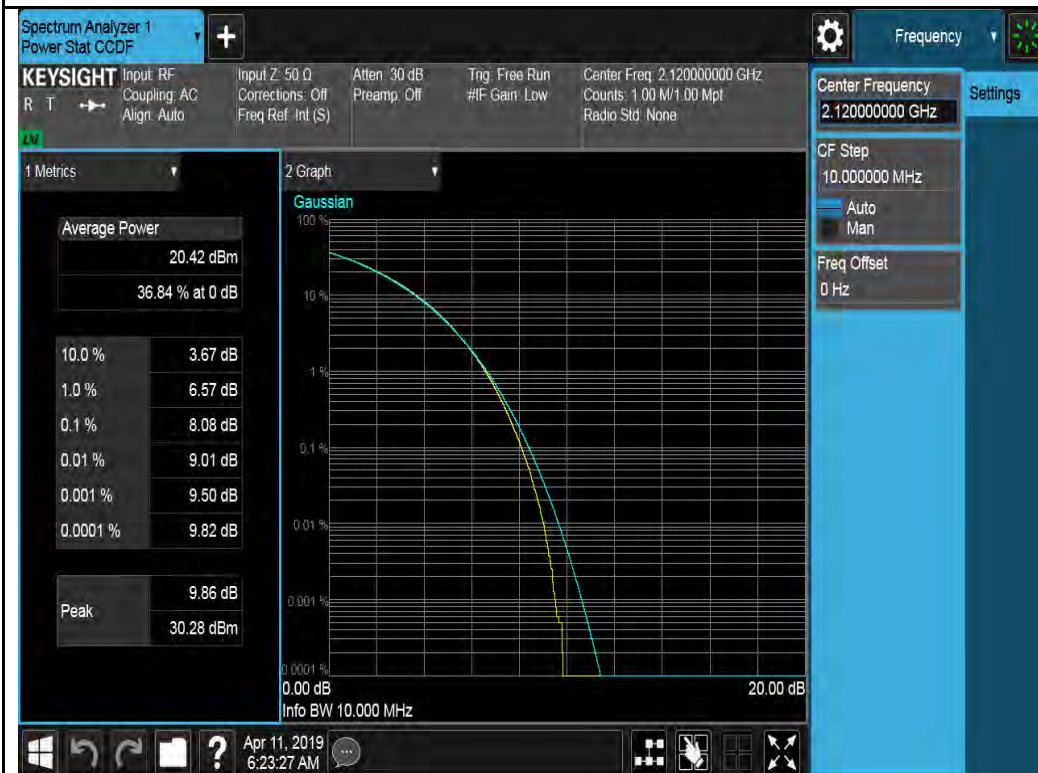 Spectrum Analyzer 1
Power Stat CCDF
+
Frequency
KEYSIGHT
R T
LNI
Input: RF
Coupling: AC
Align: Auto
Input Z: 50 Ω
Corrections: Off
Freq Ref: Int (S)
Atten: 30 dB
Preamp: Off
Trig: Free Run
#IF Gain: Low
Center Freq: 2.120000000 GHz
Counts: 1.00 M/1.00 Mpt
Radio Std: None
Center Frequency
2.120000000 GHz
Settings
CF Step
10.000000 MHz
Auto
Man
Freq Offset
0 Hz
1 Metrics
Average Power
20.42 dBm
36.84 % at 0 dB
10.0 % 3.67 dB
1.0 % 6.57 dB
0.1 % 8.08 dB
0.01 % 9.01 dB
0.001 % 9.50 dB
0.0001 % 9.82 dB
Peak
9.86 dB
30.28 dBm
2 Graph
Gaussian
100 %
10 %
1 %
0.1 %
0.01 %
0.001 %
0.0001 %
0.00 dB 20.00 dB
Info BW 10.000 MHz
?
Apr 11, 2019
6:23:27 AM